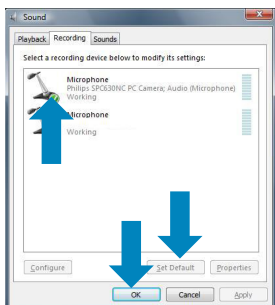 Sound
Playback Recording Sounds
Select a recording device below to modify its settings:
Microphone
Philips SPC630NC PC Camera; Audio (Microphone)
Working
Microphone
Working
Configure Set Default Properties
OK Cancel Apply